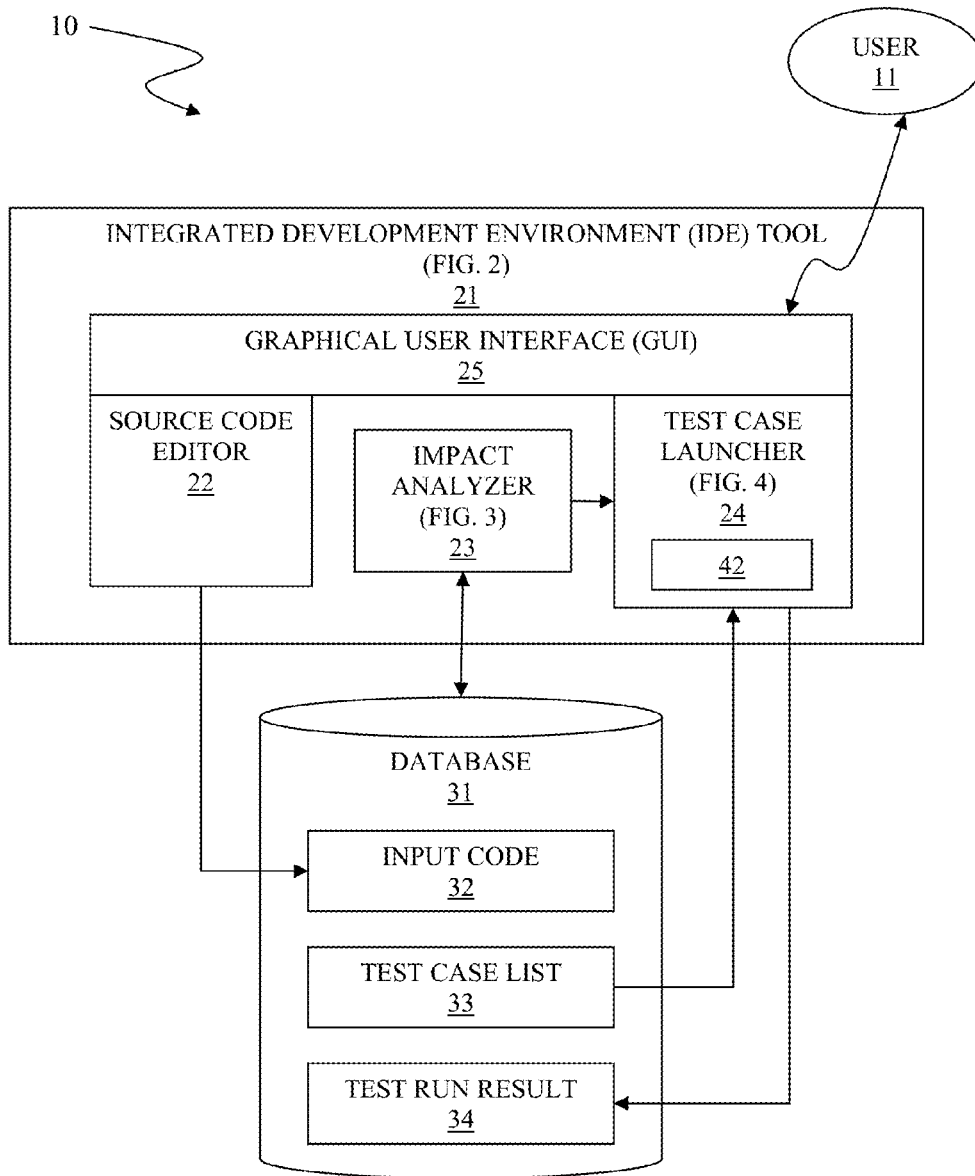 10
USER
11
INTEGRATED DEVELOPMENT ENVIRONMENT (IDE) TOOL
(FIG. 2)
21
GRAPHICAL USER INTERFACE (GUI)
25
SOURCE CODE
EDITOR
22
IMPACT
ANALYZER
(FIG. 3)
23
TEST CASE
LAUNCHER
(FIG. 4)
24
42
DATABASE
31
INPUT CODE
32
TEST CASE LIST
33
TEST RUN RESULT
34